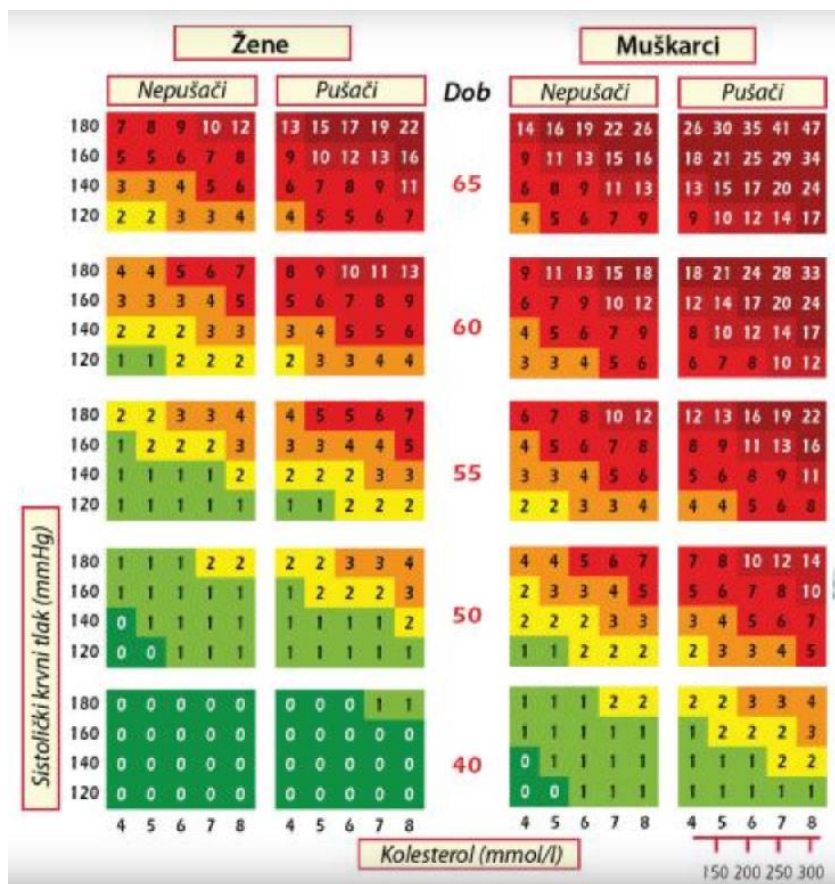 Žene Muškarci
Nepušači Pušači Dob Nepušači Pušači
180 7 8 9 10 12 13 15 17 19 22 14 16 19 22 26 26 30 35 41 47
160 5 5 6 7 8 9 10 12 13 16 9 11 13 15 16 18 21 25 29 34
65
140 3 3 4 5 6 6 7 8 9 11 6 8 9 11 13 13 15 17 20 24
120 2 2 3 3 4 4 5 5 6 7 4 5 6 7 9 9 10 12 14 17
180 4 4 5 6 7 8 9 10 11 13 9 11 13 15 18 18 21 24 28 33
160 3 3 3 4 5 5 6 7 8 9 6 7 9 10 12 12 14 17 20 24
60
140 2 2 2 3 3 3 4 5 5 6 4 5 6 7 9 8 10 12 14 17
120 1 1 2 2 2 2 3 3 4 4 3 3 4 5 6 6 7 8 10 12
180 2 2 3 3 4 4 5 5 6 7 6 7 8 10 12 12 13 16 19 22
160 1 2 2 2 3 3 3 4 4 5 4 5 6 7 8 8 9 11 13 16
55
140 1 1 1 1 2 2 2 2 3 3 3 3 4 5 6 5 6 8 9 11
120 1 1 1 1 1 1 1 2 2 2 2 2 3 3 4 4 4 5 6 8
180 1 1 1 2 2 2 2 3 3 4 4 4 5 6 7 7 8 10 12 14
160 1 1 1 1 1 1 2 2 2 3 2 3 3 4 5 5 6 7 8 10
50
140 0 1 1 1 1 1 1 1 1 2 2 2 2 3 3 3 4 5 6 7
120 0 0 1 1 1 1 1 1 1 1 1 1 2 2 2 2 3 3 4 5
180 0 0 0 0 0 0 0 0 1 1 1 1 1 2 2 2 2 3 3 4
160 0 0 0 0 0 0 0 0 0 0 1 1 1 1 1 1 2 2 2 3
40
140 0 0 0 0 0 0 0 0 0 0 0 1 1 1 1 1 1 1 2 2
120 0 0 0 0 0 0 0 0 0 0 0 0 1 1 1 1 1 1 1 1
4 5 6 7 8 4 5 6 7 8 4 5 6 7 8 4 5 6 7 8
Sistolički krvni tlak (mmHg)
Kolesterol (mmol/l)
150 200 250 300